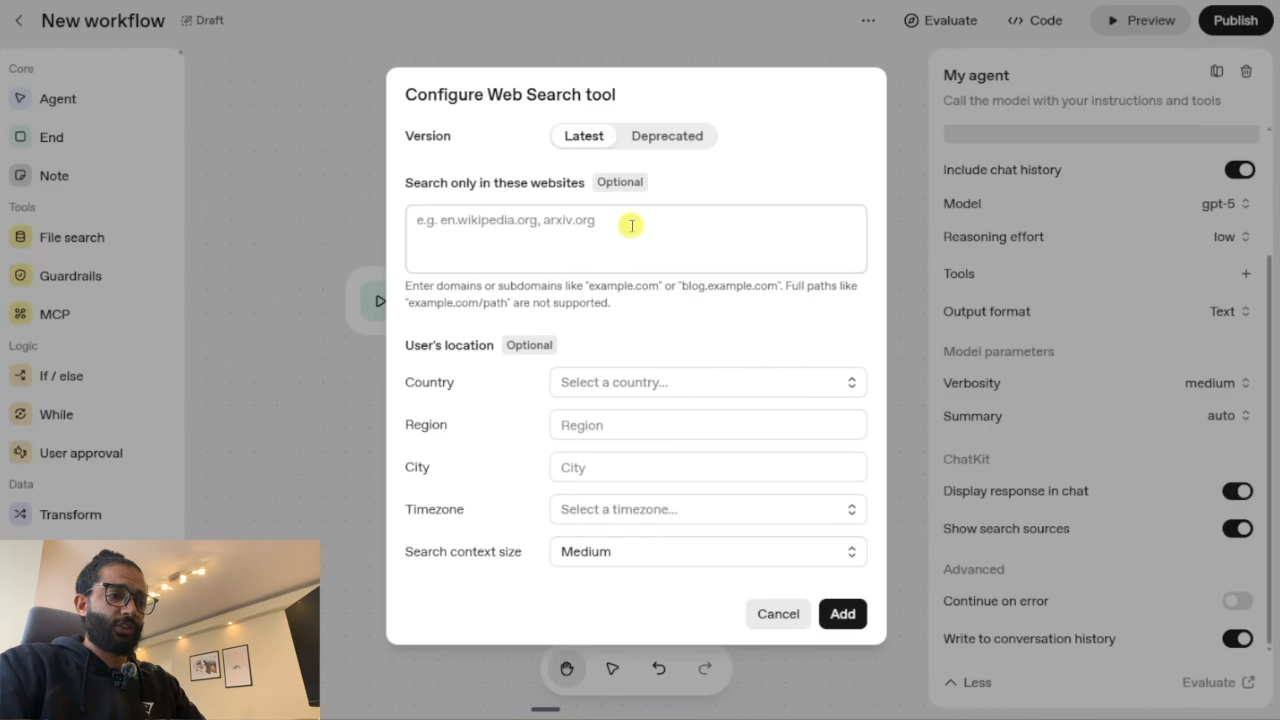 New workflow
Draft
Evaluate
Code
Preview
Publish
Core
Agent
End
Note
Tools
File search
Guardrails
MCP
Logic
If / else
While
User approval
Data
Transform
Configure Web Search tool
Version
Latest
Deprecated
Search only in these websites
Optional
e.g. en.wikipedia.org, arxiv.org
Enter domains or subdomains like "example.com" or "blog.example.com". Full paths like
"example.com/path" are not supported.
User's location
Optional
Country
Select a country...
Region
Region
City
City
Timezone
Select a timezone...
Search context size
Medium
Cancel
Add
My agent
Call the model with your instructions and tools
Include chat history
Model
gpt-5
Reasoning effort
low
Tools
Output format
Text
Model parameters
Verbosity
medium
Summary
auto
ChatKit
Display response in chat
Show search sources
Advanced
Continue on error
Write to conversation history
Less
Evaluate